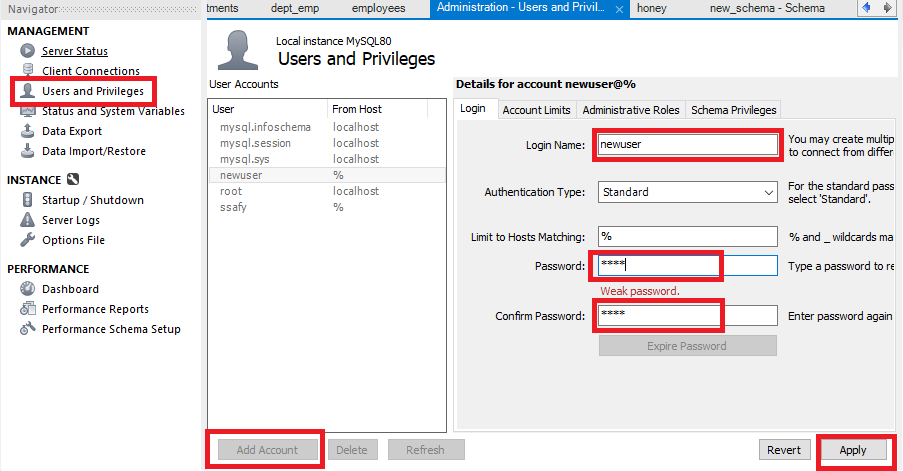 Navigator
tments dept_emp employees Administration - Users and Privil... × honey new_schema - Schema
MANAGEMENT
Server Status
Client Connections
Users and Privileges
Status and System Variables
Data Export
Data Import/Restore
INSTANCE
Startup / Shutdown
Server Logs
Options File
PERFORMANCE
Dashboard
Performance Reports
Performance Schema Setup
Local instance MySQL80
Users and Privileges
User Accounts
User From Host
mysql.infoschema localhost
mysql.session localhost
mysql.sys localhost
newuser %
root localhost
ssafy %
Add Account Delete Refresh
Details for account newuser@%
Login Account Limits Administrative Roles Schema Privileges
Login Name: newuser You may create multip
to connect from differ
Authentication Type: Standard For the standard pass
select 'Standard'.
Limit to Hosts Matching: % % and _ wildcards ma
Password: **** Type a password to re
Weak password.
Confirm Password: **** Enter password again
Expire Password
Revert Apply